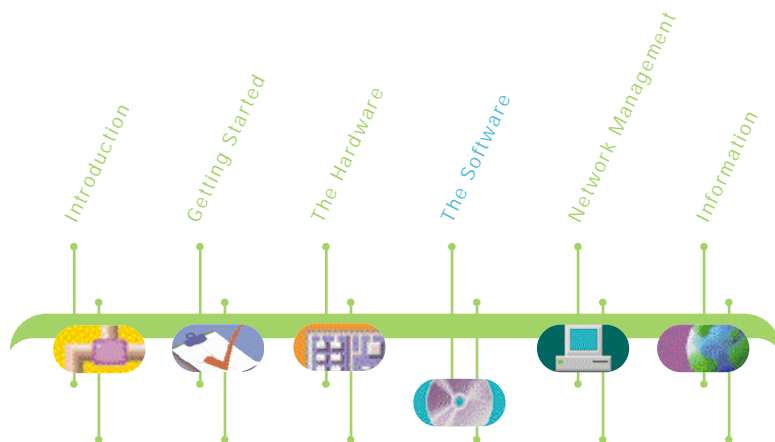 Introduction
Getting Started
The Hardware
The Software
Network Management
Information